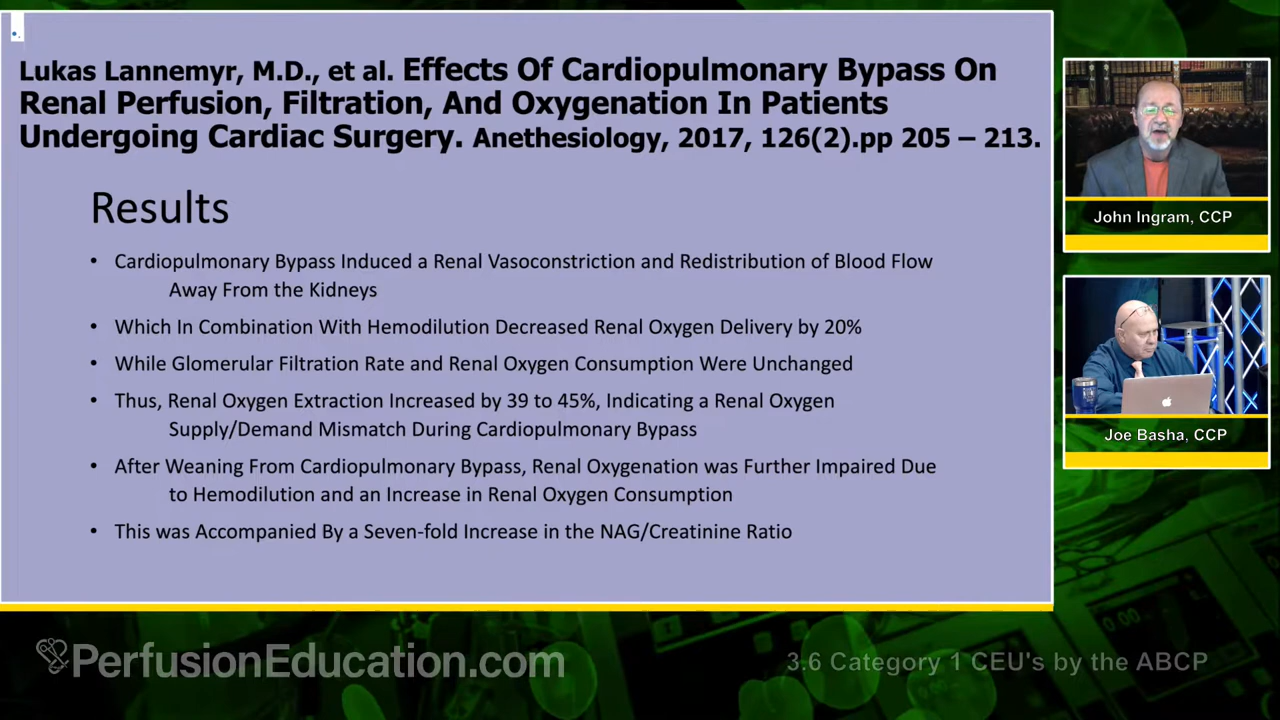 Lukas Lannemyr, M.D., et al. Effects Of Cardiopulmonary Bypass On
Renal Perfusion, Filtration, And Oxygenation In Patients
Undergoing Cardiac Surgery. Anethesiology, 2017, 126(2).pp 205 – 213.
Results
• Cardiopulmonary Bypass Induced a Renal Vasoconstriction and Redistribution of Blood Flow
Away From the Kidneys
• Which In Combination With Hemodilution Decreased Renal Oxygen Delivery by 20%
• While Glomerular Filtration Rate and Renal Oxygen Consumption Were Unchanged
• Thus, Renal Oxygen Extraction Increased by 39 to 45%, Indicating a Renal Oxygen
Supply/Demand Mismatch During Cardiopulmonary Bypass
• After Weaning From Cardiopulmonary Bypass, Renal Oxygenation was Further Impaired Due
to Hemodilution and an Increase in Renal Oxygen Consumption
• This was Accompanied By a Seven-fold Increase in the NAG/Creatinine Ratio
John Ingram, CCP
Joe Basha, CCP
PerfusionEducation.com
3.6 Category 1 CEU's by the ABCP